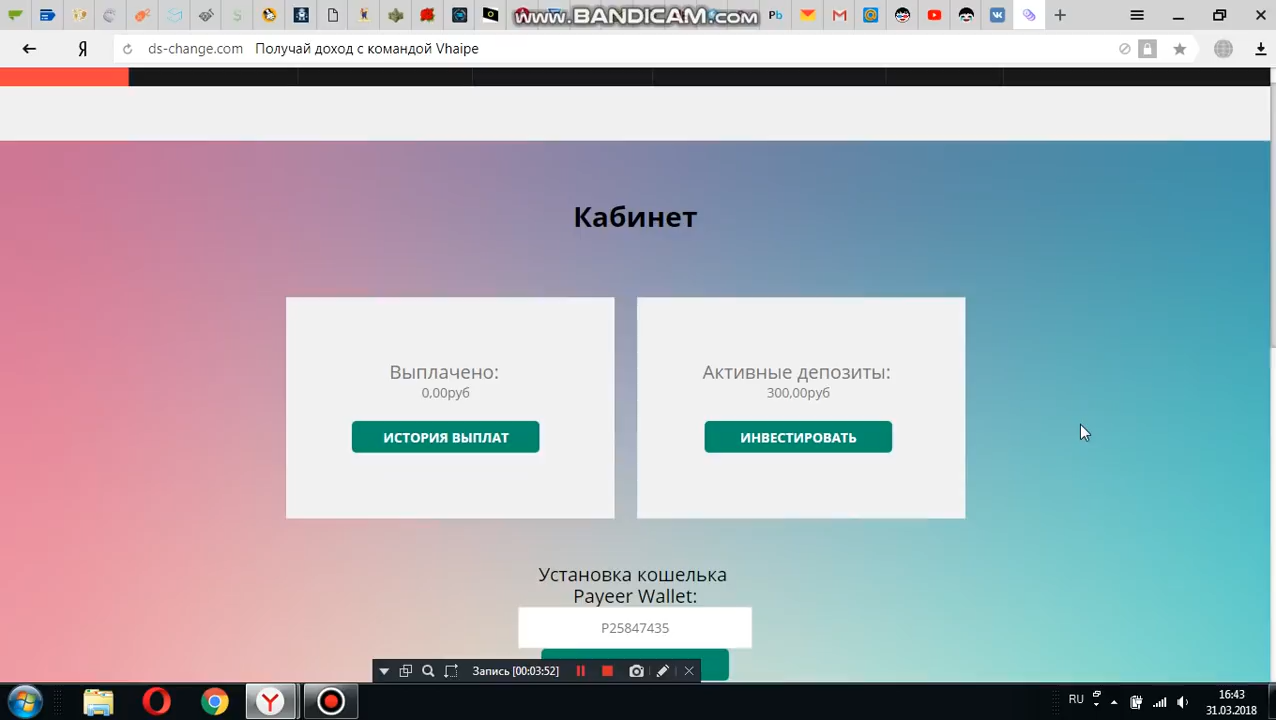 www.BANDICAM.com
Pb
Я
ds-change.com Получай доход с командой Vhaipe
Кабинет
Выплачено:
0,00руб
ИСТОРИЯ ВЫПЛАТ
Активные депозиты:
300,00руб
ИНВЕСТИРОВАТЬ
Установка кошелька
Payeer Wallet:
P25847435
Запись [00:03:52]
RU
16:43
31.03.2018